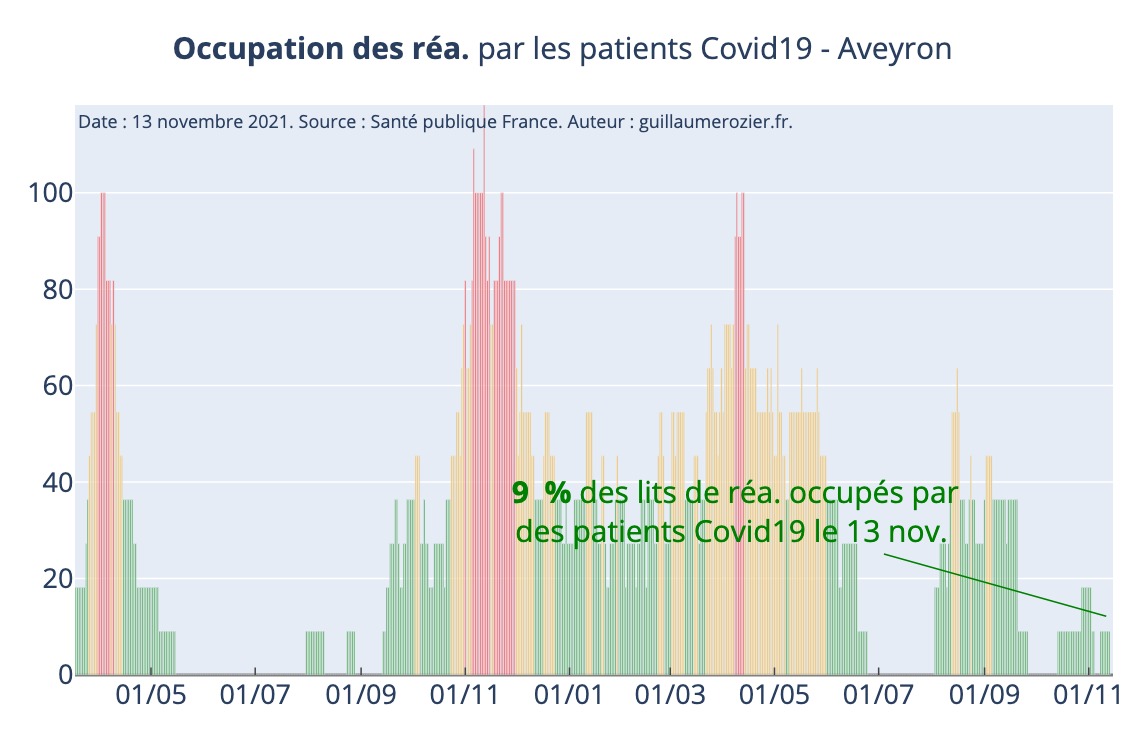 Occupation des réa. par les patients Covid19 - Aveyron
Date : 13 novembre 2021. Source : Santé publique France. Auteur : guillaumerozier.fr.
100
80
60
40
20
0
9 % des lits de réa. occupés par
des patients Covid19 le 13 nov.
01/05 01/07 01/09 01/11 01/01 01/03 01/05 01/07 01/09 01/11